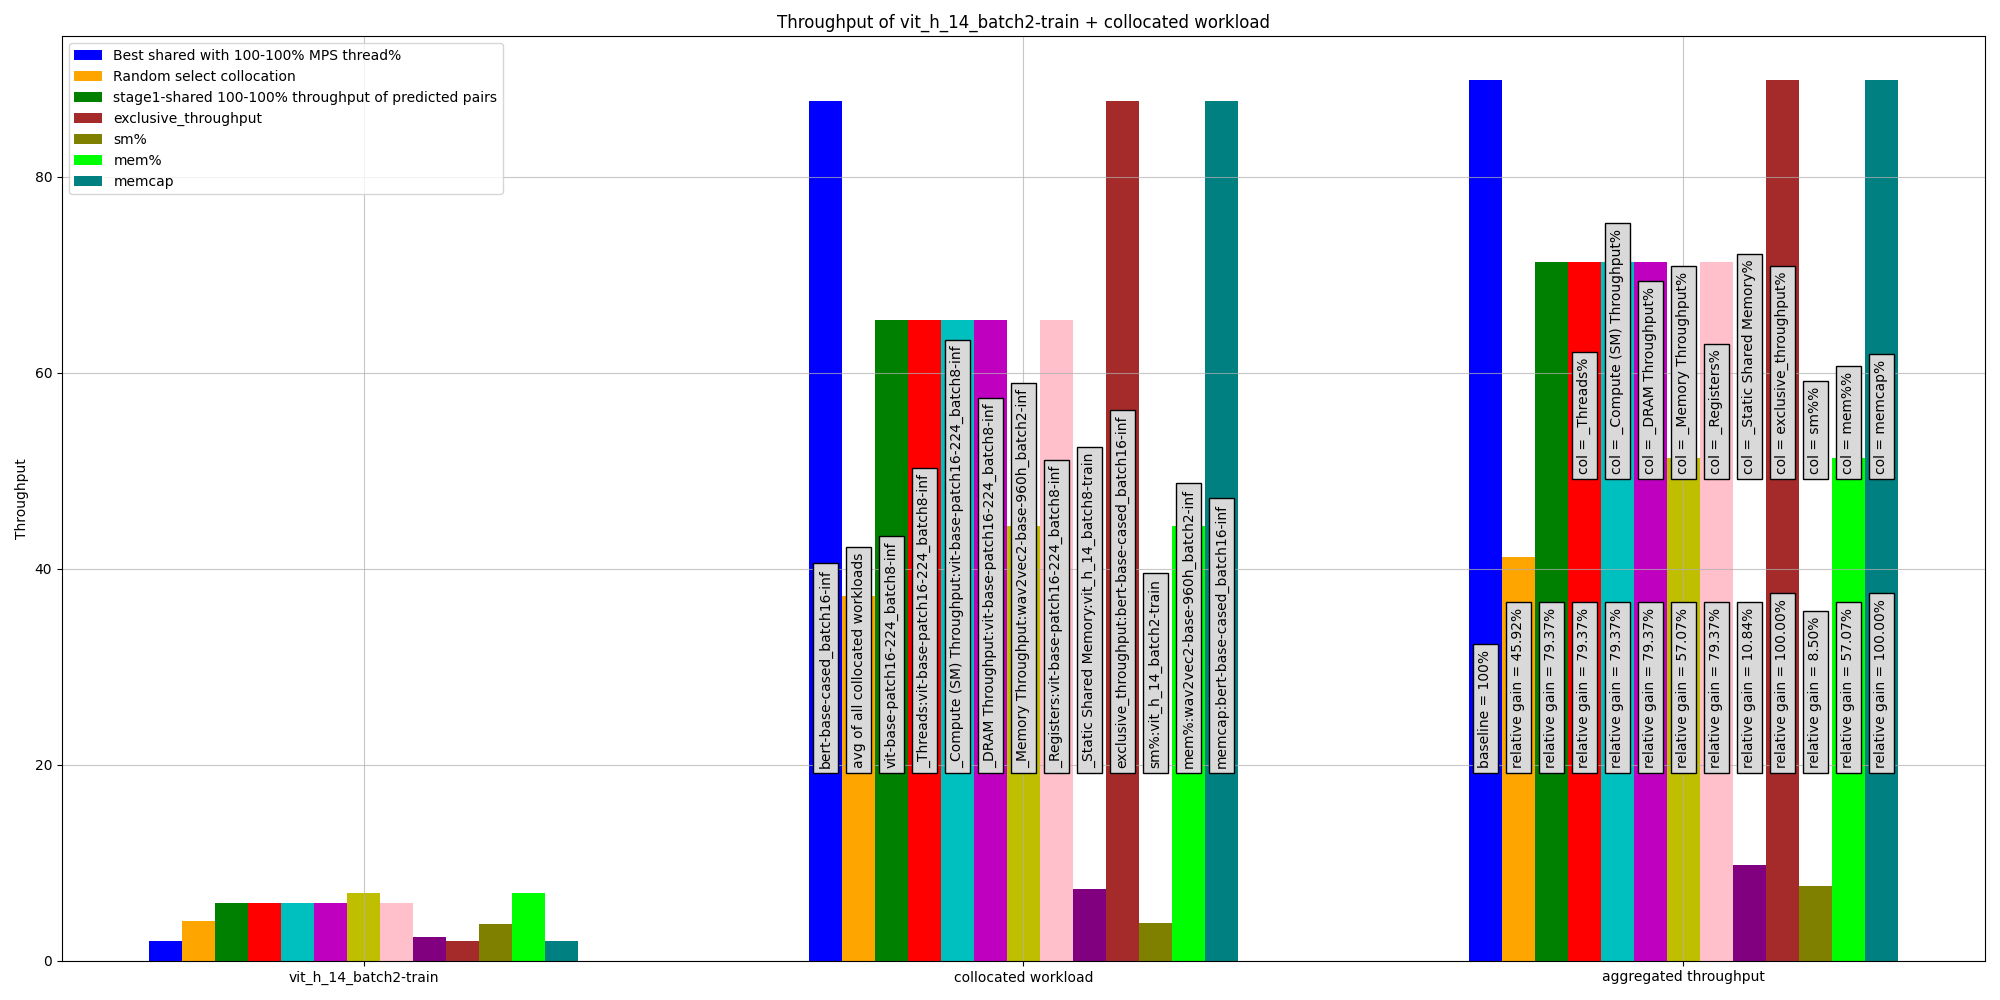 Throughput of vit_h_14_batch2-train + collocated workload
Best shared with 100-100% MPS thread%
Random select collocation
stage1-shared 100-100% throughput of predicted pairs
exclusive_throughput
sm%
mem%
memcap
Throughput
80
60
40
20
0
bert-base-cased_batch16-inf
avg of all collocated workloads
vit-base-patch16-224_batch8-inf
_Threads:vit-base-patch16-224_batch8-inf
_Compute (SM) Throughput:vit-base-patch16-224_batch8-inf
_DRAM Throughput:vit-base-patch16-224_batch8-inf
_Memory Throughput:wav2vec2-base-960h_batch2-inf
_Registers:vit-base-patch16-224_batch8-inf
_Static Shared Memory:vit_h_14_batch8-train
exclusive_throughput:bert-base-cased_batch16-inf
sm%:vit_h_14_batch2-train
mem%:wav2vec2-base-960h_batch2-inf
memcap:bert-base-cased_batch16-inf
col = _Threads%
col = _Compute (SM) Throughput%
col = _DRAM Throughput%
col = _Memory Throughput%
col = _Registers%
col = _Static Shared Memory%
col = exclusive_throughput%
col = sm%%
col = mem%%
col = memcap%
baseline = 100%
relative gain = 45.92%
relative gain = 79.37%
relative gain = 79.37%
relative gain = 79.37%
relative gain = 79.37%
relative gain = 57.07%
relative gain = 79.37%
relative gain = 10.84%
relative gain = 100.00%
relative gain = 8.50%
relative gain = 57.07%
relative gain = 100.00%
vit_h_14_batch2-train
collocated workload
aggregated throughput